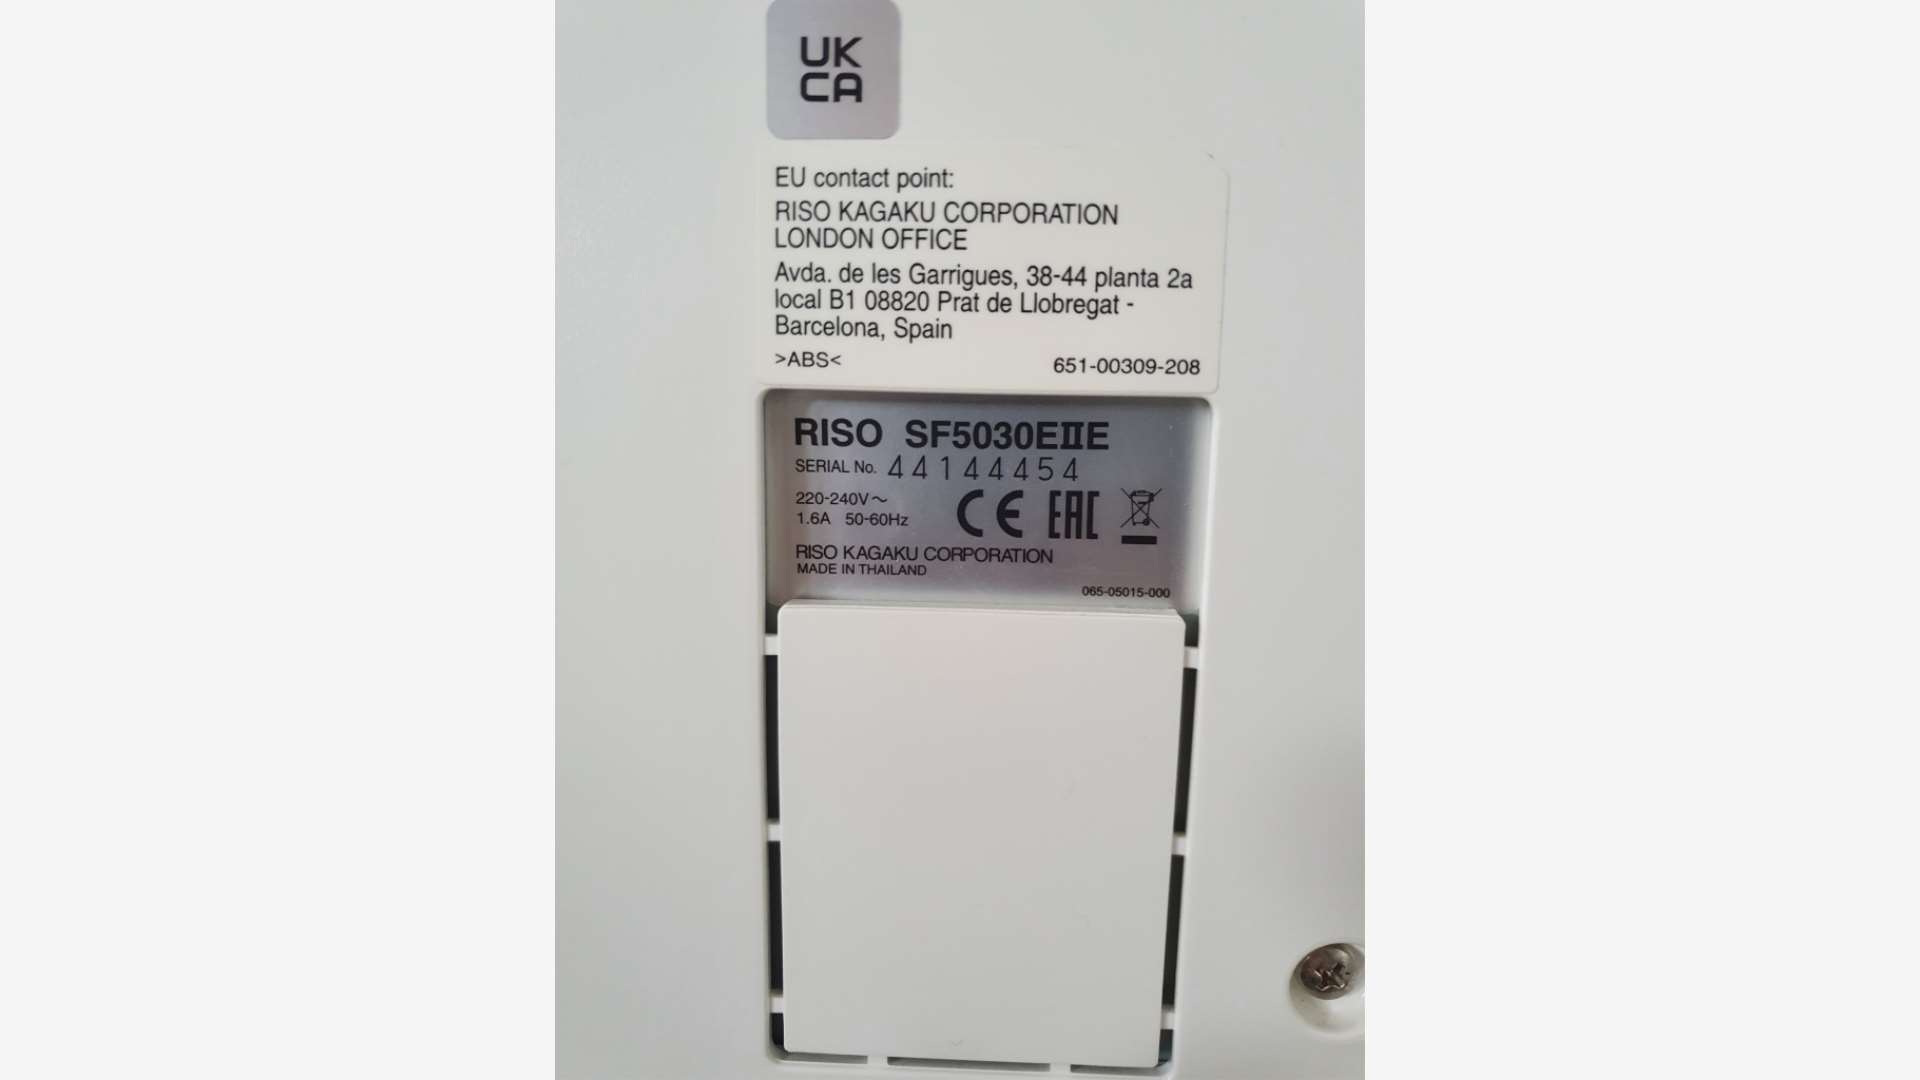 UK
CA
EU contact point:
RISO KAGAKU CORPORATION
LONDON OFFICE
Avda. de les Garrigues, 38-44 planta 2a
local B1 08820 Prat de Llobregat -
Barcelona, Spain
>ABS< 651-00309-208
RISO SF5030EⅡE
SERIAL No. 44144454
220-240V~
1.6A 50-60Hz
CE EAC
RISO KAGAKU CORPORATION
MADE IN THAILAND
065-05015-000